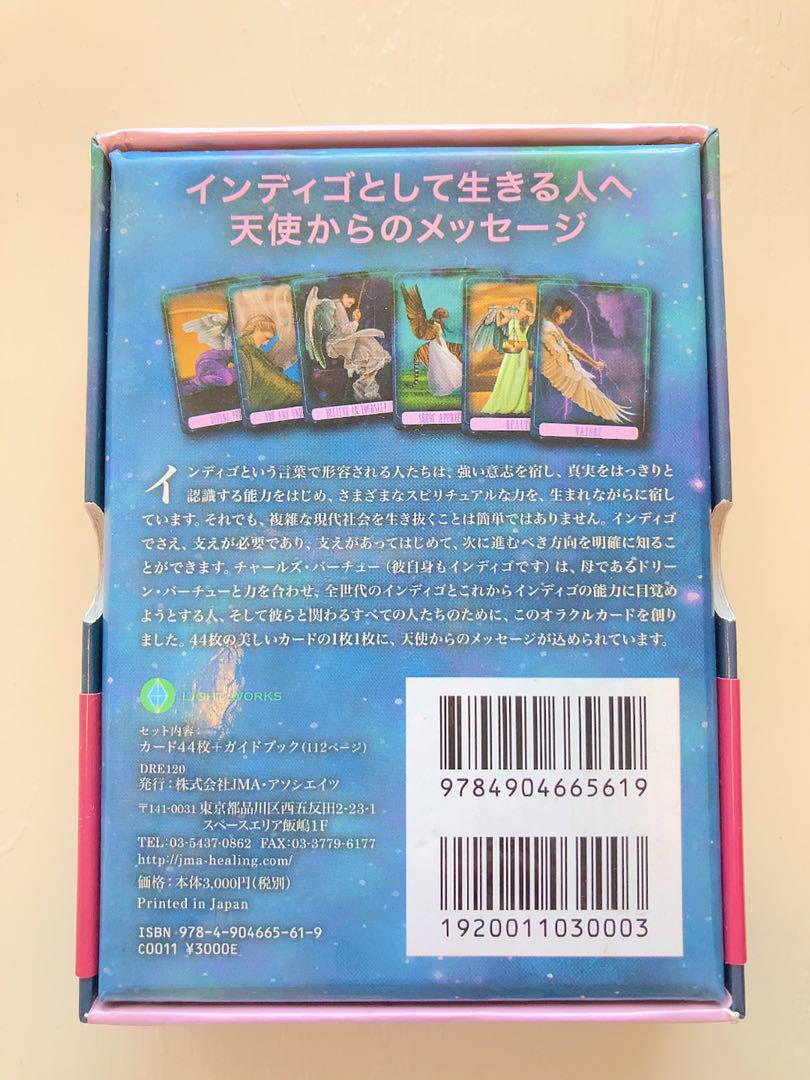 インディゴとして生きる人へ
天使からのメッセージ
YOU ARE
BELIEVE IN YOURSELF
NATURE
インディゴという言葉で形容される人たちは、強い意志を宿し、真実をはっきりと
認識する能力をはじめ、さまざまなスピリチュアルな力を、生まれながらに宿し
ています。それでも、複雑な現代社会を生き抜くことは簡単ではありません。インディゴ
でさえ、支えが必要であり、支えがあってはじめて、次に進むべき方向を明確に知るこ
とができます。チャールズ・バーチュー(彼自身もインディゴです)は、母であるドリー
ン・バーチューと力を合わせ、全世代のインディゴとこれからインディゴの能力に目覚め
ようとする人、そして彼らと関わるすべての人たちのために、このオラクルカードを創り
ました。44枚の美しいカードの1枚1枚に、天使からのメッセージが込められています。
LIGHT WORKS
セット内容:
カード44枚+ガイドブック(112ページ)
DRE120
発行:株式会社JMA・アソシエイツ
〒141-0031 東京都品川区西五反田2-23-1
スペースエリア飯嶋1F
TEL:03-5437-0862 FAX:03-3779-6177
http://jma-healing.com/
価格:本体3,000円(税別)
Printed in Japan
ISBN 978-4-904665-61-9
C0011 ¥3000E
9784904665619
1920011030003